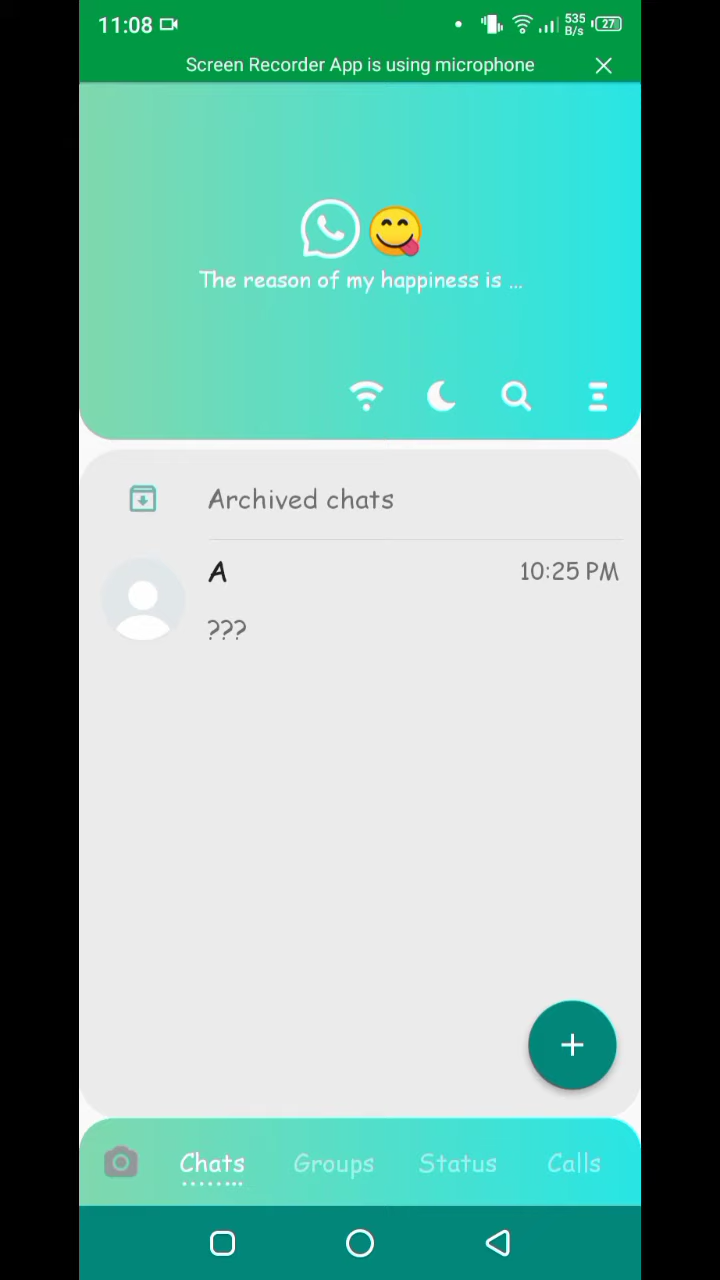 11:08
535
B/s
27
Screen Recorder App is using microphone
The reason of my happiness is ...
Archived chats
A
10:25 PM
???
Chats
Groups
Status
Calls